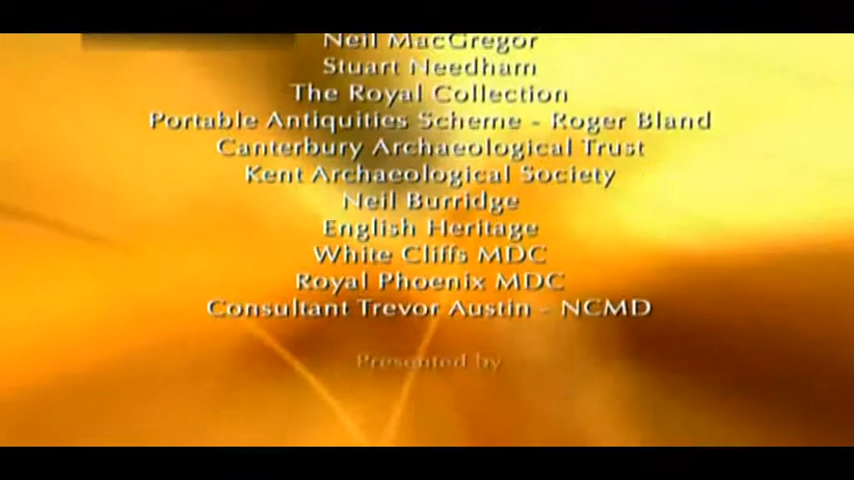 Neil MacGregor
Stuart Needham
The Royal Collection
Portable Antiquities Scheme - Roger Bland
Canterbury Archaeological Trust
Kent Archaeological Society
Neil Burridge
English Heritage
White Cliffs MDC
Royal Phoenix MDC
Consultant Trevor Austin - NCMD
Presented by